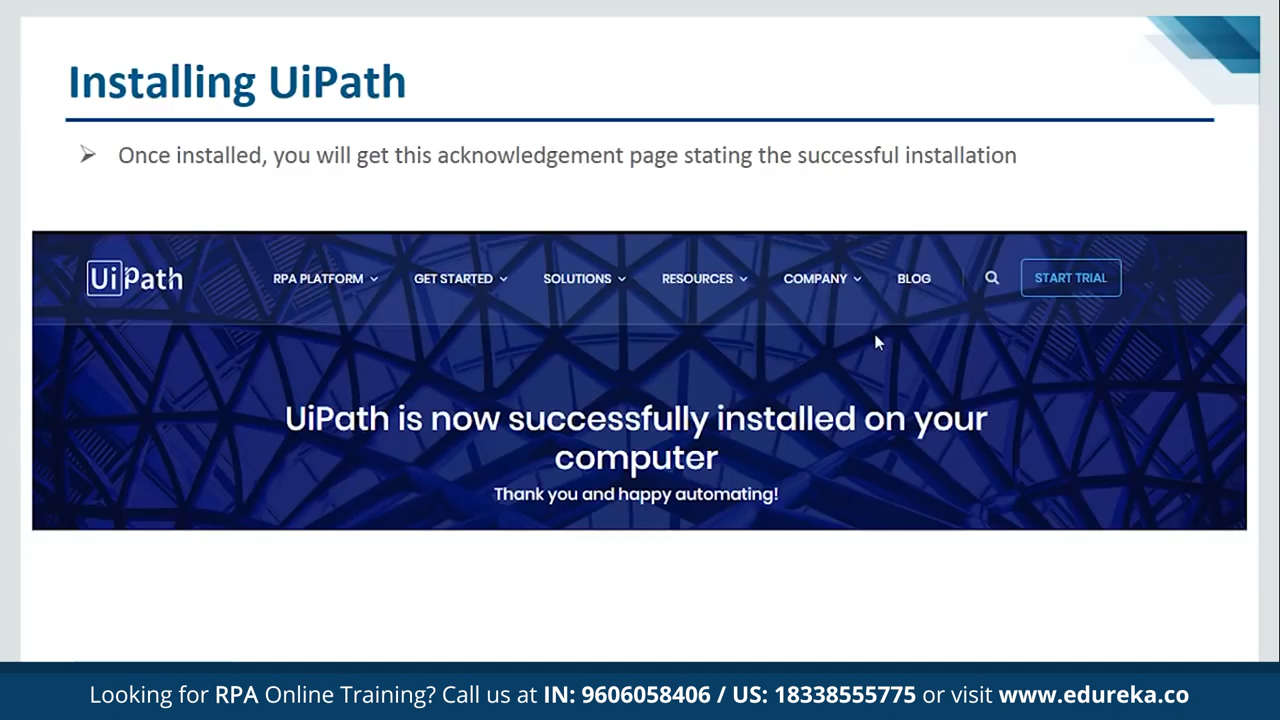 Installing UiPath
Once installed, you will get this acknowledgement page stating the successful installation
UiPath RPA PLATFORM GET STARTED SOLUTIONS RESOURCES COMPANY BLOG START TRIAL
UiPath is now successfully installed on your
computer
Thank you and happy automating!
Looking for RPA Online Training? Call us at IN: 9606058406 / US: 18338555775 or visit www.edureka.co